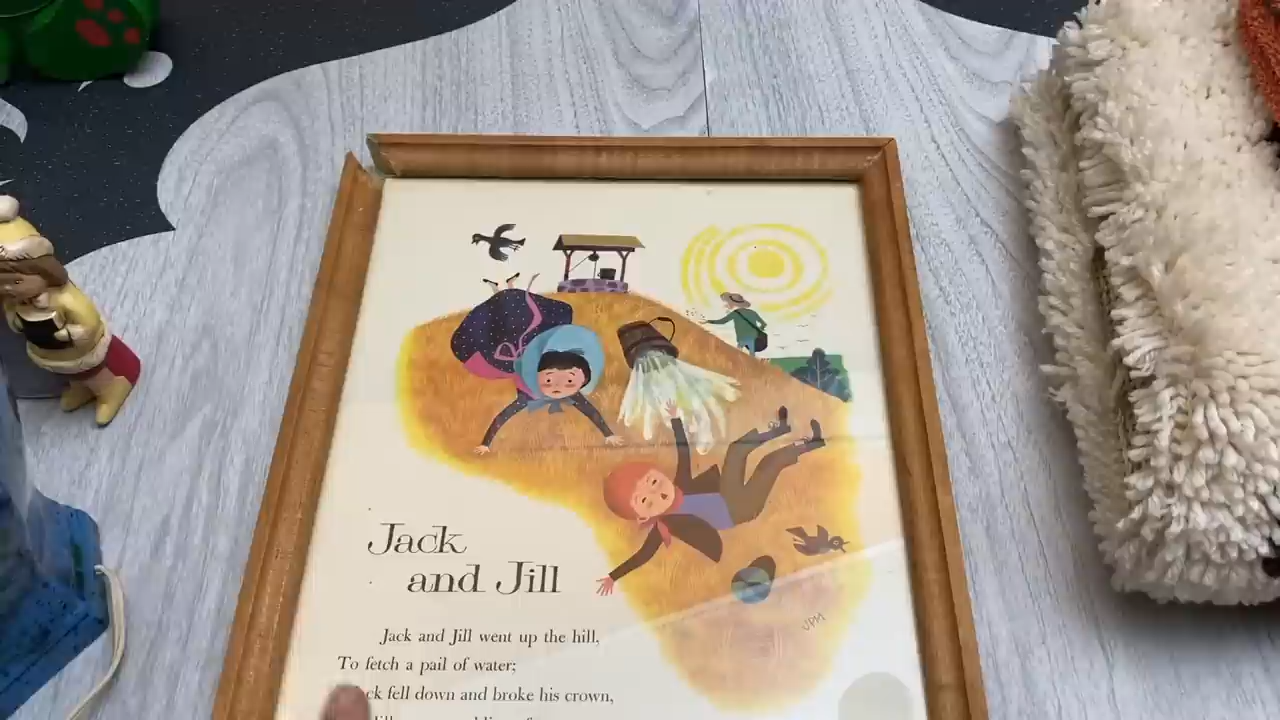 JPM
Jack
and Jill
Jack and Jill went up the hill,
To fetch a pail of water;
ck fell down and broke his crown,